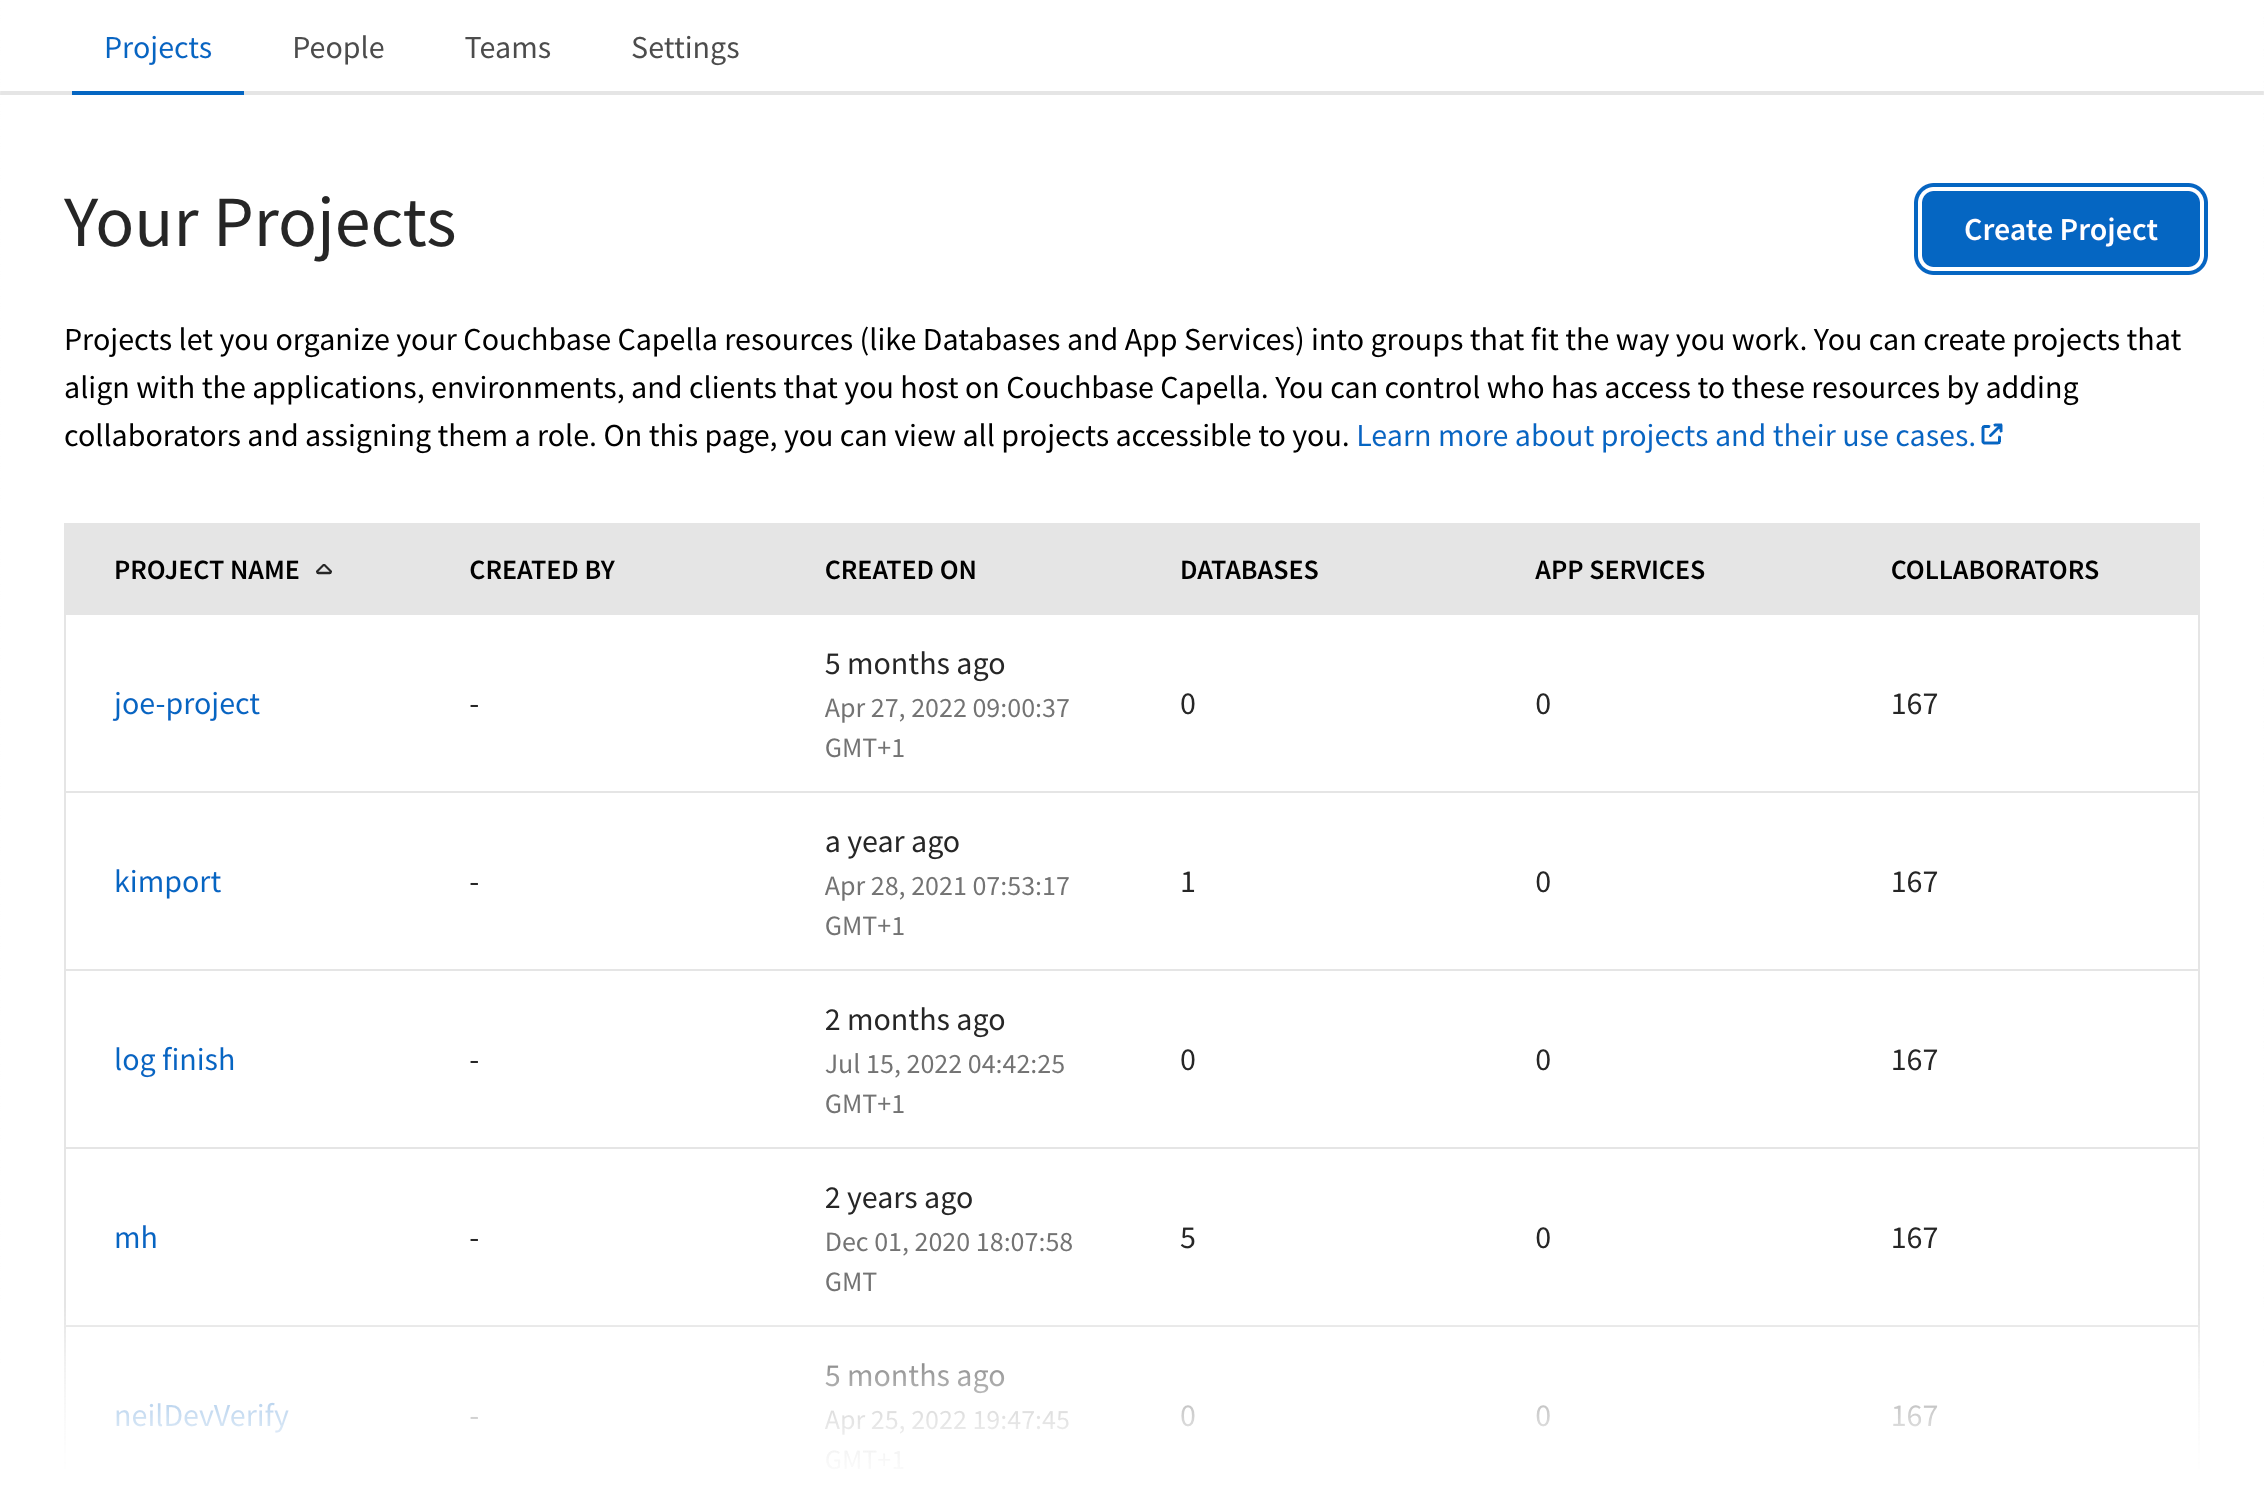 Projects People Teams Settings
Your Projects
Create Project
Projects let you organize your Couchbase Capella resources (like Databases and App Services) into groups that fit the way you work. You can create projects that
align with the applications, environments, and clients that you host on Couchbase Capella. You can control who has access to these resources by adding
collaborators and assigning them a role. On this page, you can view all projects accessible to you. Learn more about projects and their use cases.
PROJECT NAME CREATED BY CREATED ON DATABASES APP SERVICES COLLABORATORS
5 months ago
joe-project - Apr 27, 2022 09:00:37 0 0 167
GMT+1
a year ago
kimport - Apr 28, 2021 07:53:17 1 0 167
GMT+1
2 months ago
log finish - Jul 15, 2022 04:42:25 0 0 167
GMT+1
2 years ago
mh - Dec 01, 2020 18:07:58 5 0 167
GMT
5 months ago
neilDevVerify - Apr 25, 2022 19:47:45 0 0 167
GMT+1